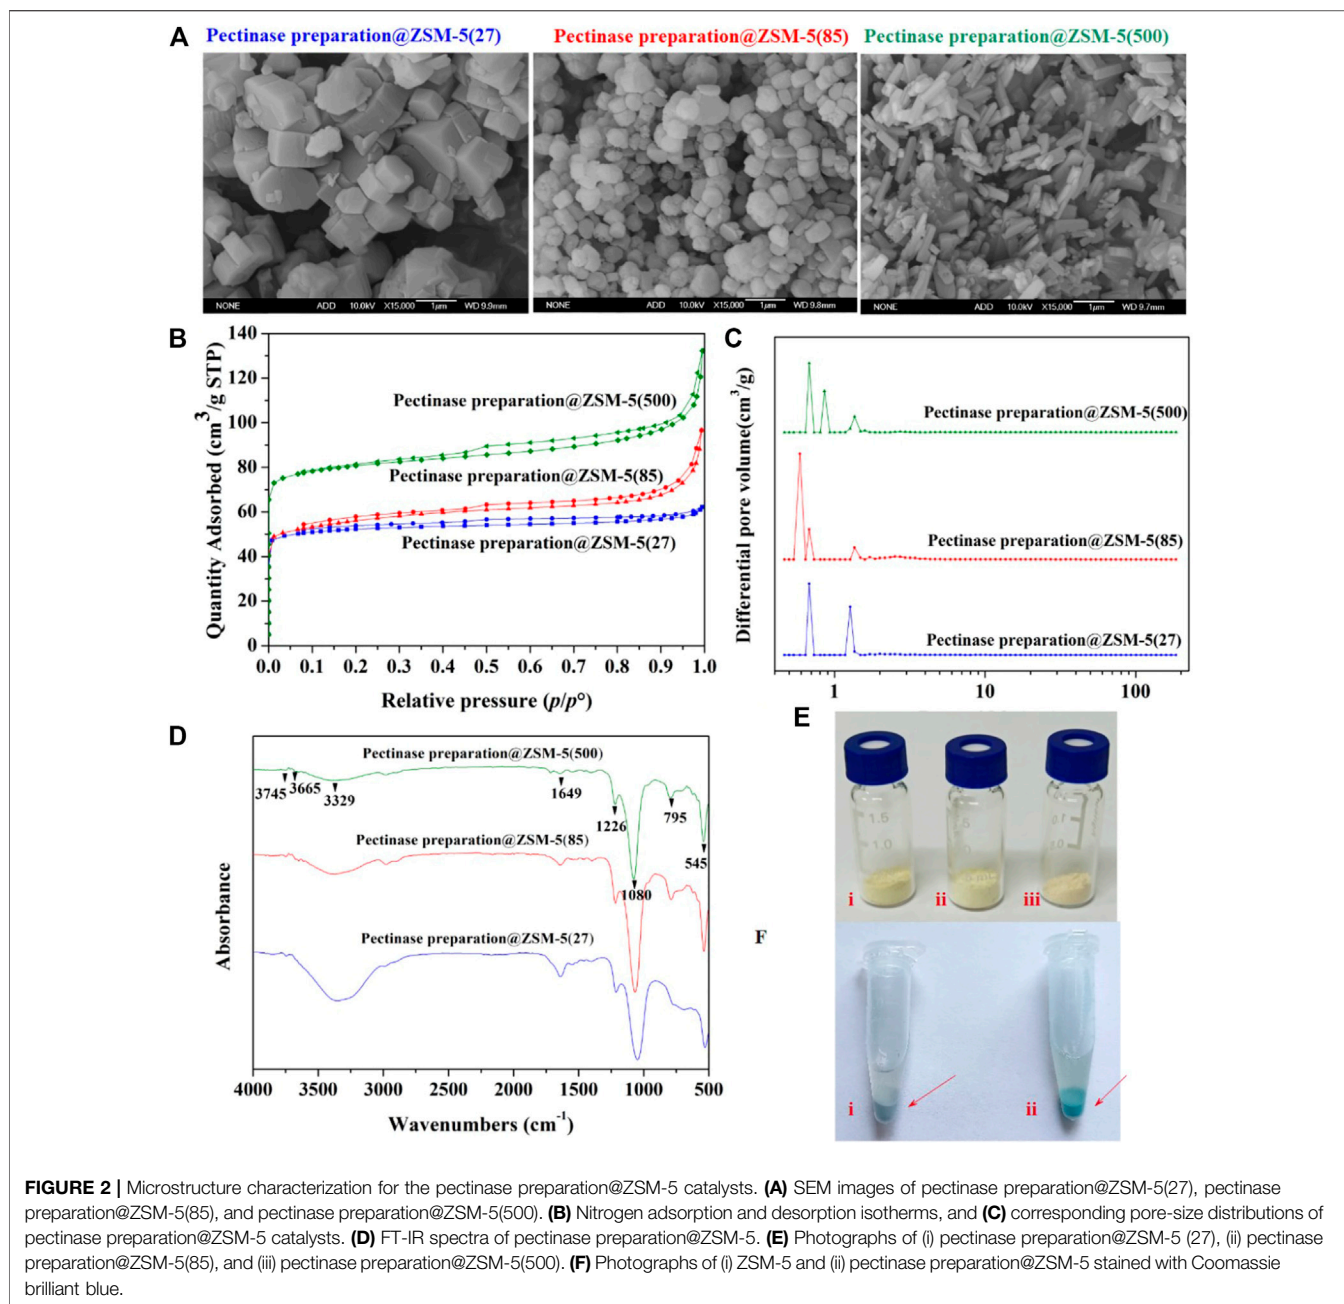 A
Pectinase preparation@ZSM-5(27)
Pectinase preparation@ZSM-5(85)
Pectinase preparation@ZSM-5(500)
NONE ADD 10.0kV X15,000 1µm WD 9.9mm
NONE ADD 10.0kV X15,000 1µm WD 9.8mm
NONE ADD 10.0kV X15,000 1µm WD 9.7mm
B
Quantity Adsorbed (cm³/g STP)
140
120
100
80
60
40
20
0
Pectinase preparation@ZSM-5(500)
Pectinase preparation@ZSM-5(85)
Pectinase preparation@ZSM-5(27)
0.0 0.1 0.2 0.3 0.4 0.5 0.6 0.7 0.8 0.9 1.0
Relative pressure (p/p°)
C
Differential pore volume(cm³/g)
Pectinase preparation@ZSM-5(500)
Pectinase preparation@ZSM-5(85)
Pectinase preparation@ZSM-5(27)
1 10 100
D
Absorbance
Pectinase preparation@ZSM-5(500)
3745 3665 3329 1649 1226 1080 795 545
Pectinase preparation@ZSM-5(85)
Pectinase preparation@ZSM-5(27)
4000 3500 3000 2500 2000 1500 1000 500
Wavenumbers (cm⁻¹)
E
1.5
1.0
i ii iii
F
i ii
FIGURE 2 | Microstructure characterization for the pectinase preparation@ZSM-5 catalysts. (A) SEM images of pectinase preparation@ZSM-5(27), pectinase
preparation@ZSM-5(85), and pectinase preparation@ZSM-5(500). (B) Nitrogen adsorption and desorption isotherms, and (C) corresponding pore-size distributions of
pectinase preparation@ZSM-5 catalysts. (D) FT-IR spectra of pectinase preparation@ZSM-5. (E) Photographs of (i) pectinase preparation@ZSM-5 (27), (ii) pectinase
preparation@ZSM-5(85), and (iii) pectinase preparation@ZSM-5(500). (F) Photographs of (i) ZSM-5 and (ii) pectinase preparation@ZSM-5 stained with Coomassie
brilliant blue.